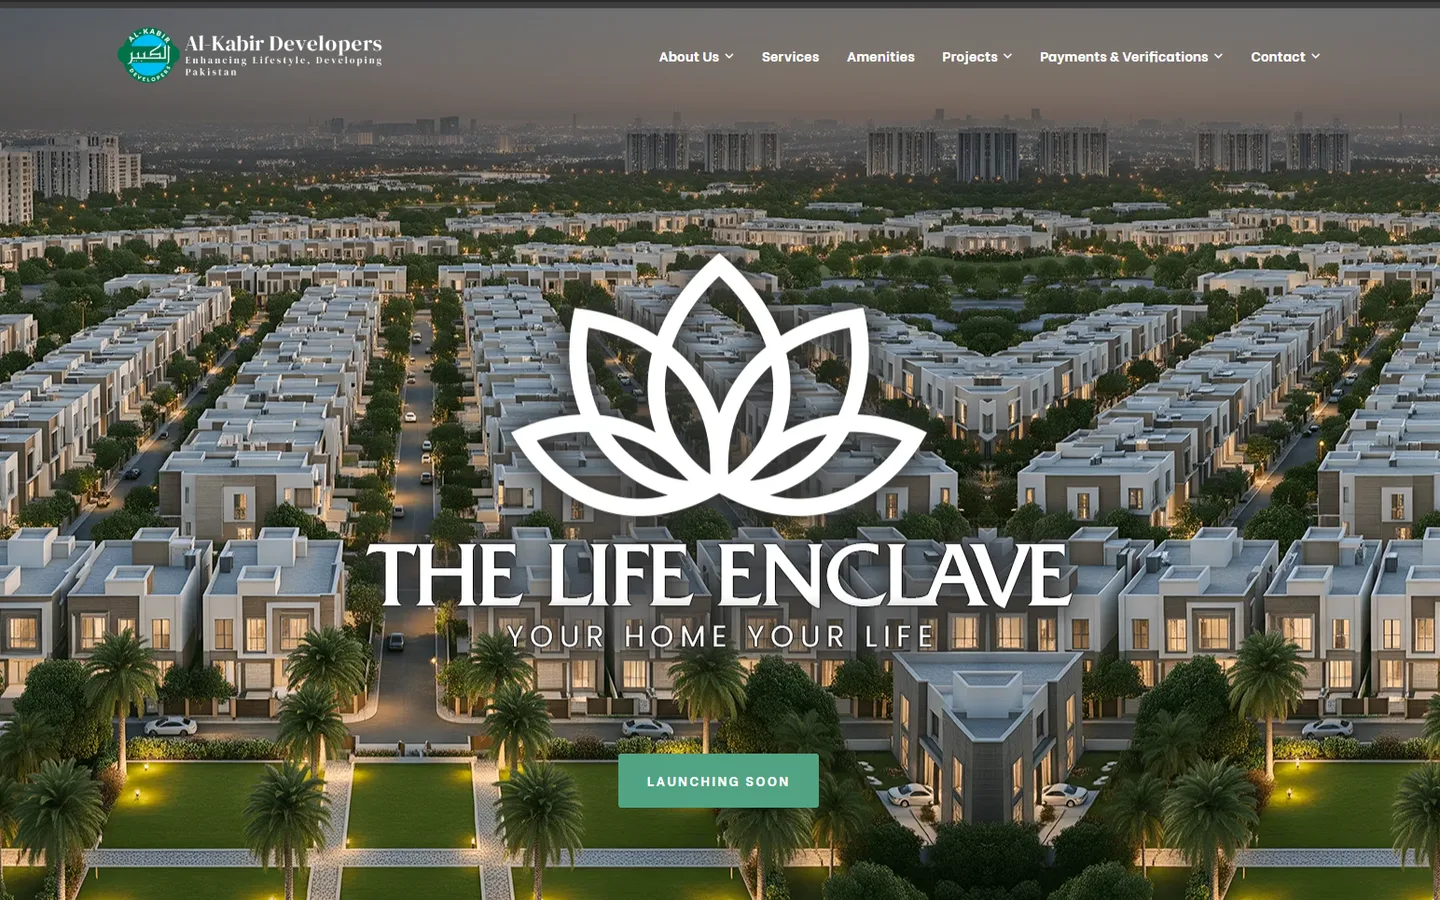 AL-KABIR
الكبير
DEVELOPERS
Al-Kabir Developers
Enhancing Lifestyle, Developing
Pakistan
About Us
Services
Amenities
Projects
Payments & Verifications
Contact
THE LIFE ENCLAVE
YOUR HOME YOUR LIFE
LAUNCHING SOON